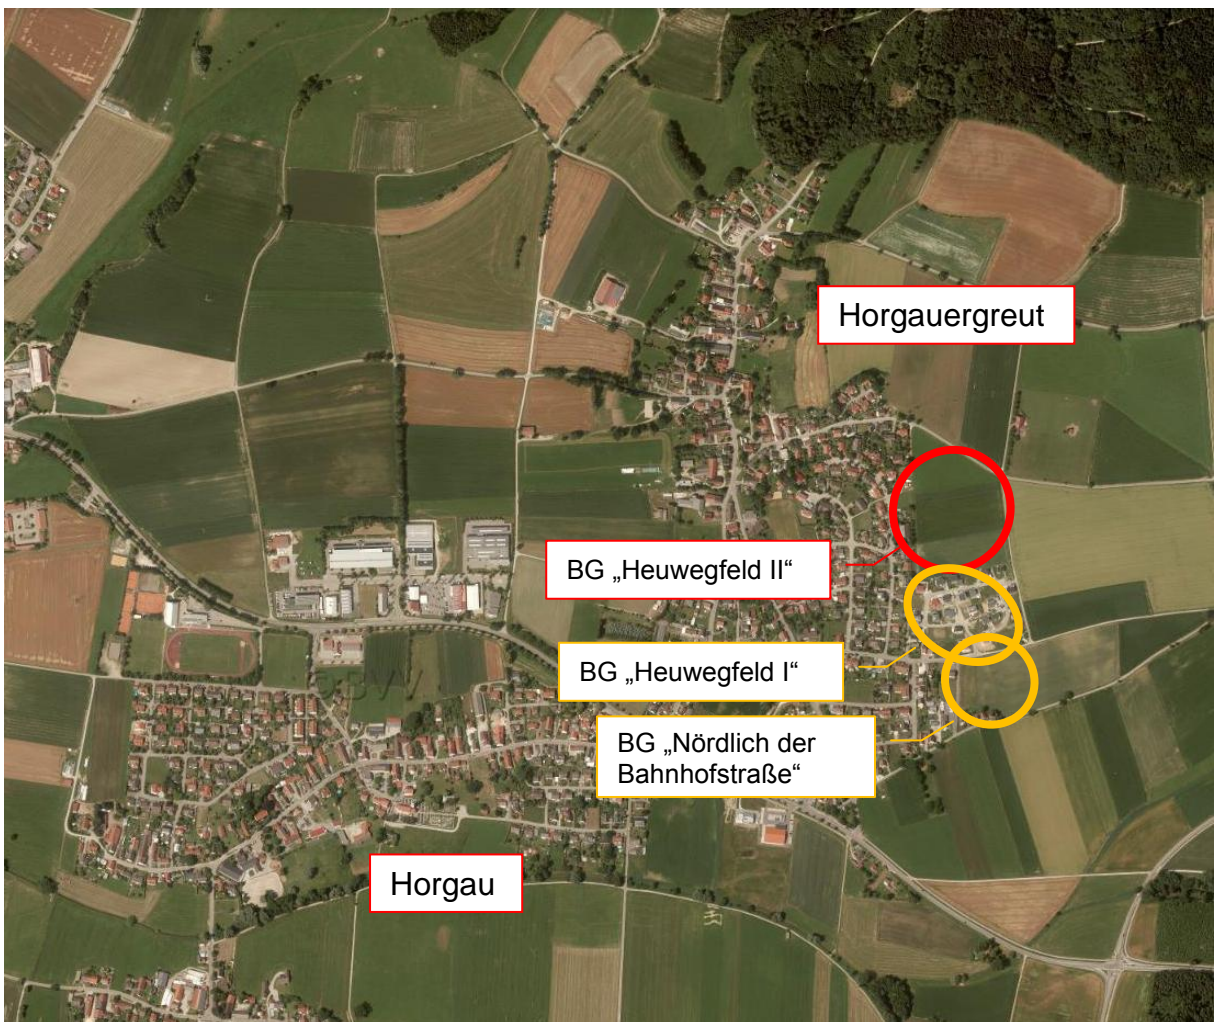 Horgauergreut
BG „Heuwegfeld II“
BG „Heuwegfeld I“
BG „Nördlich der
Bahnhofstraße“
Horgau